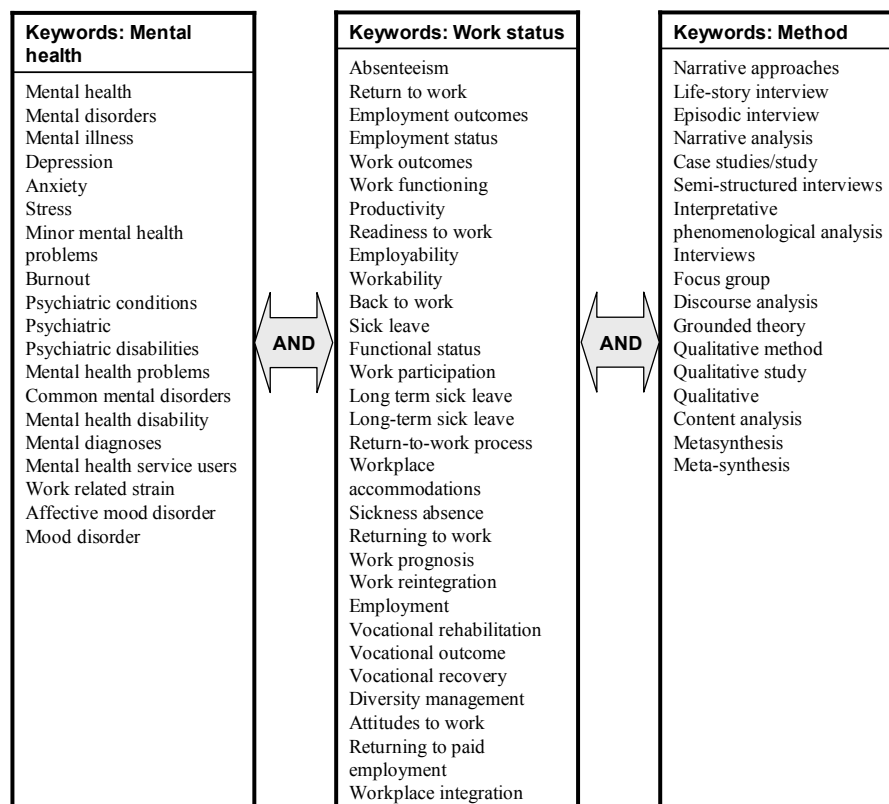 Keywords: Mental
health
Mental health
Mental disorders
Mental illness
Depression
Anxiety
Stress
Minor mental health
problems
Burnout
Psychiatric conditions
Psychiatric
Psychiatric disabilities
Mental health problems
Common mental disorders
Mental health disability
Mental diagnoses
Mental health service users
Work related strain
Affective mood disorder
Mood disorder
AND
Keywords: Work status
Absenteeism
Return to work
Employment outcomes
Employment status
Work outcomes
Work functioning
Productivity
Readiness to work
Employability
Workability
Back to work
Sick leave
Functional status
Work participation
Long term sick leave
Long-term sick leave
Return-to-work process
Workplace
accommodations
Sickness absence
Returning to work
Work prognosis
Work reintegration
Employment
Vocational rehabilitation
Vocational outcome
Vocational recovery
Diversity management
Attitudes to work
Returning to paid
employment
Workplace integration
AND
Keywords: Method
Narrative approaches
Life-story interview
Episodic interview
Narrative analysis
Case studies/study
Semi-structured interviews
Interpretative
phenomenological analysis
Interviews
Focus group
Discourse analysis
Grounded theory
Qualitative method
Qualitative study
Qualitative
Content analysis
Metasynthesis
Meta-synthesis